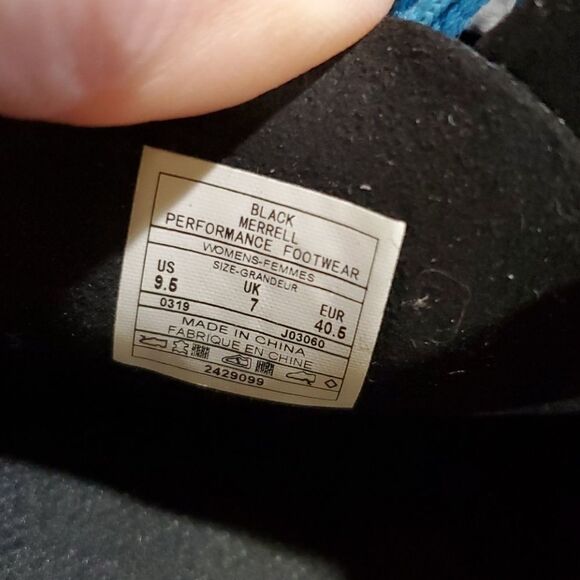 BLACK
MERRELL
PERFORMANCE FOOTWEAR
WOMENS-FEMMES
SIZE-GRANDEUR
US UK EUR
9.5 7 40.5
0319 J03060
MADE IN CHINA
FABRIQUE EN CHINE
2429099